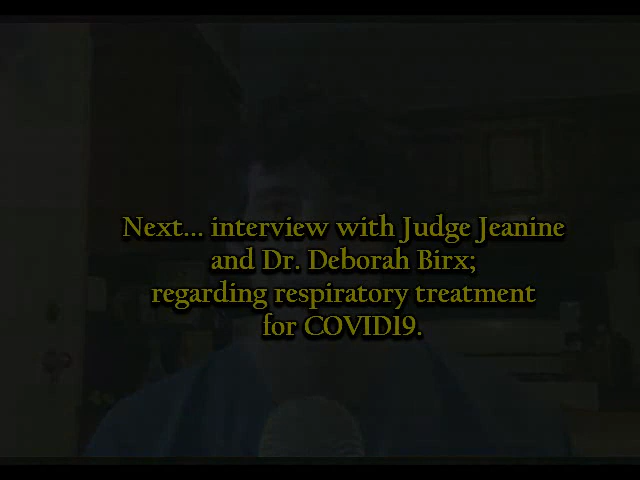 Next... interview with Judge Jeanine
and Dr. Deborah Birx;
regarding respiratory treatment
for COVID19.